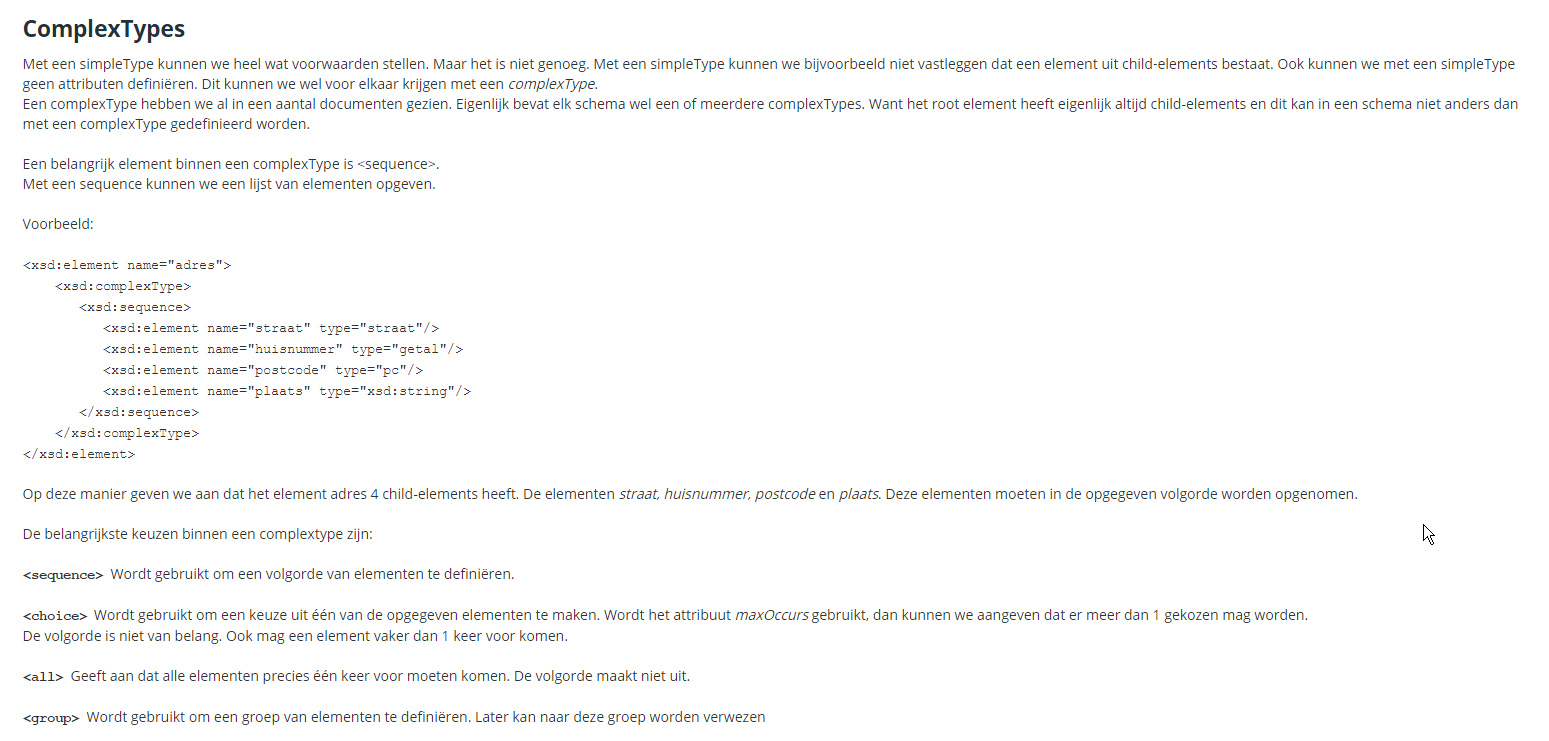 ComplexTypes
Met een simpleType kunnen we heel wat voorwaarden stellen. Maar het is niet genoeg. Met een simpleType kunnen we bijvoorbeeld niet vastleggen dat een element uit child-elements bestaat. Ook kunnen we met een simpleType
geen attributen definiëren. Dit kunnen we wel voor elkaar krijgen met een complexType.
Een complexType hebben we al in een aantal documenten gezien. Eigenlijk bevat elk schema wel een of meerdere complexTypes. Want het root element heeft eigenlijk altijd child-elements en dit kan in een schema niet anders dan
met een complexType gedefinieerd worden.
Een belangrijk element binnen een complexType is <sequence>.
Met een sequence kunnen we een lijst van elementen opgeven.
Voorbeeld:
<xsd:element name="adres">
<xsd:complexType>
<xsd:sequence>
<xsd:element name="straat" type="straat"/>
<xsd:element name="huisnummer" type="getal"/>
<xsd:element name="postcode" type="pc"/>
<xsd:element name="plaats" type="xsd:string"/>
</xsd:sequence>
</xsd:complexType>
</xsd:element>
Op deze manier geven we aan dat het element adres 4 child-elements heeft. De elementen straat, huisnummer, postcode en plaats. Deze elementen moeten in de opgegeven volgorde worden opgenomen.
De belangrijkste keuzen binnen een complextype zijn:
<sequence> Wordt gebruikt om een volgorde van elementen te definiëren.
<choice> Wordt gebruikt om een keuze uit één van de opgegeven elementen te maken. Wordt het attribuut maxOccurs gebruikt, dan kunnen we aangeven dat er meer dan 1 gekozen mag worden.
De volgorde is niet van belang. Ook mag een element vaker dan 1 keer voor komen.
<all> Geeft aan dat alle elementen precies één keer voor moeten komen. De volgorde maakt niet uit.
<group> Wordt gebruikt om een groep van elementen te definiëren. Later kan naar deze groep worden verwezen